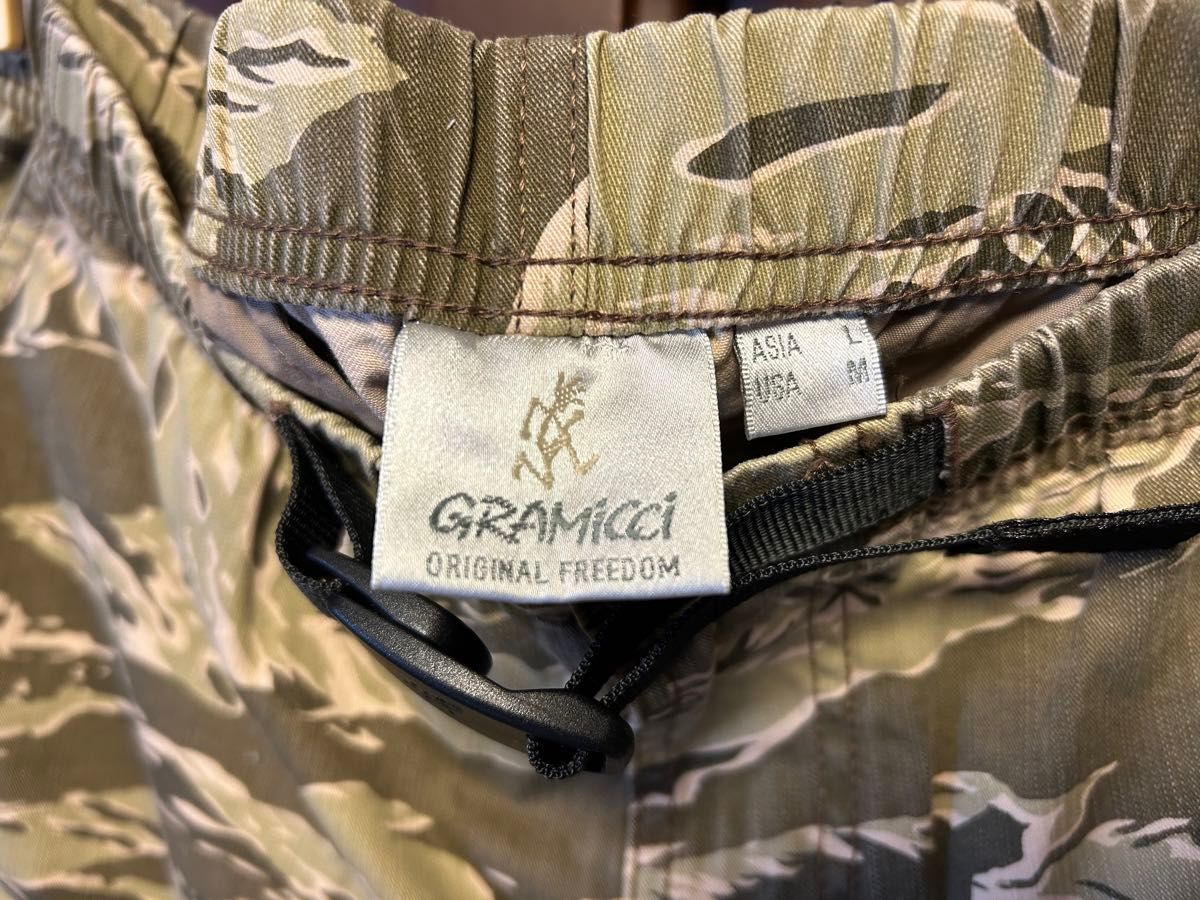 GRAMiCCi
ORIGINAL FREEDOM
ASIA L
USA M